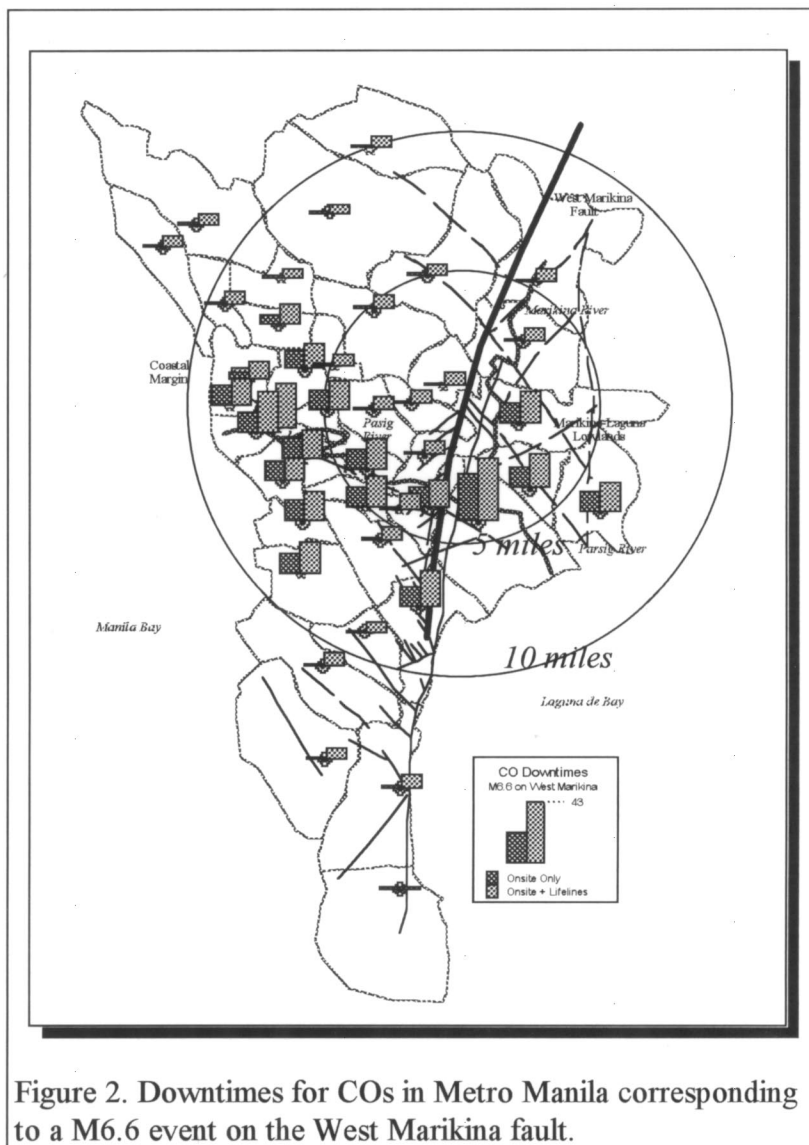 West Marikina
Fault
Marikina River
Coastal
Margin
Pasig
River
Marikina-Laguna
Lowlands
5 miles
Parsig River
Manila Bay
10 miles
Laguna de Bay
CO Downtimes
M6.6 on West Marikina
43
Onsite Only
Onsite + Lifelines
Figure 2. Downtimes for COs in Metro Manila corresponding
to a M6.6 event on the West Marikina fault.